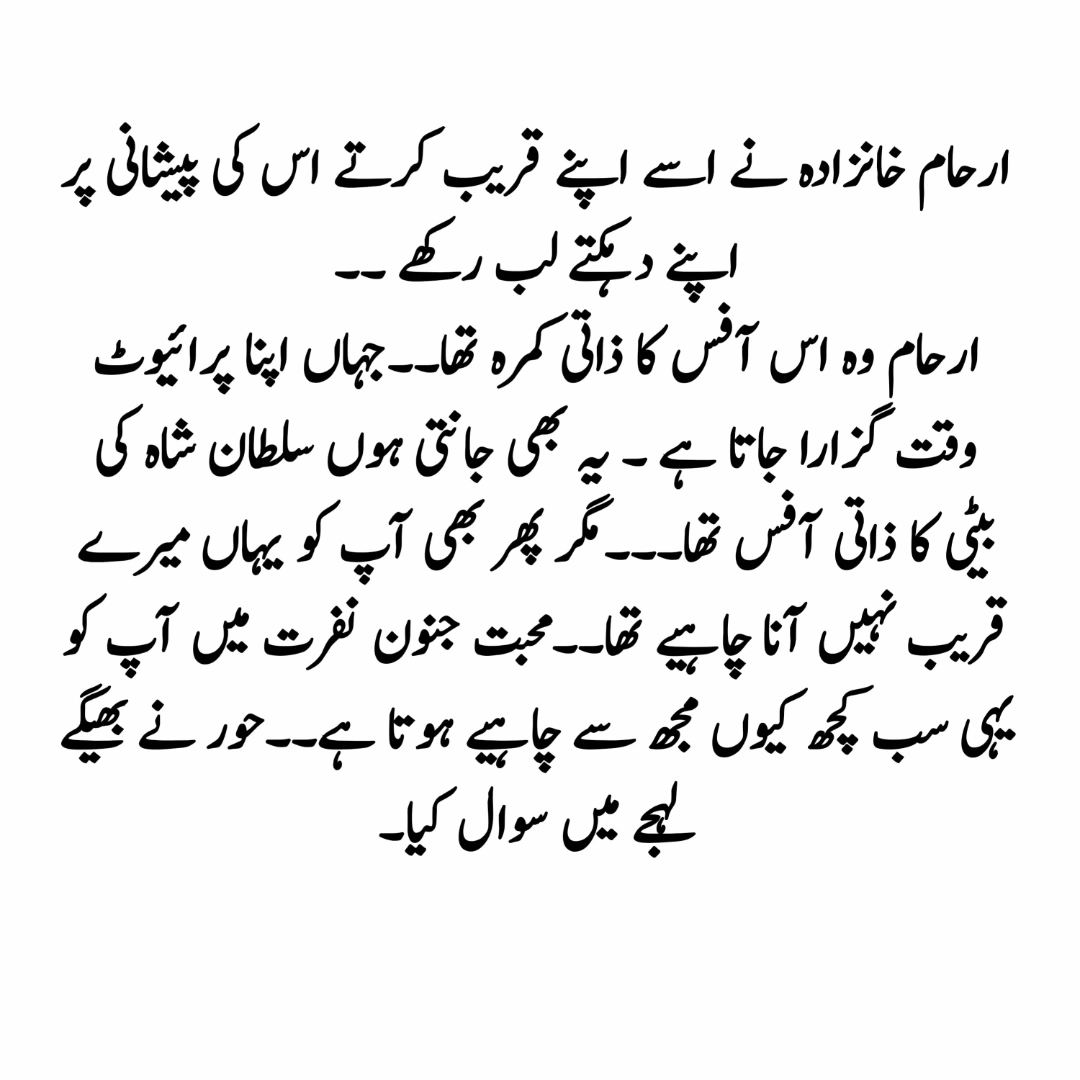 ارحام خانزادہ نے اسے اپنے قریب کرتے اس کی پیشانی پر
اپنے دہکتے لب رکھے ۔۔
ارحام وہ اس آفس کا ذاتی کمرہ تھا۔۔جہاں اپنا پرائیوٹ
وقت گزارا جاتا ہے ۔ یہ بھی جانتی ہوں سلطان شاہ کی
بیٹی کا ذاتی آفس تھا۔۔۔مگر پھر بھی آپ کو یہاں میرے
قریب نہیں آنا چاہیے تھا۔۔محبت جنون نفرت میں آپ کو
یہی سب کچھ کیوں مجھ سے چاہیے ہوتا ہے۔۔حور نے بھیگے
لہجے میں سوال کیا۔